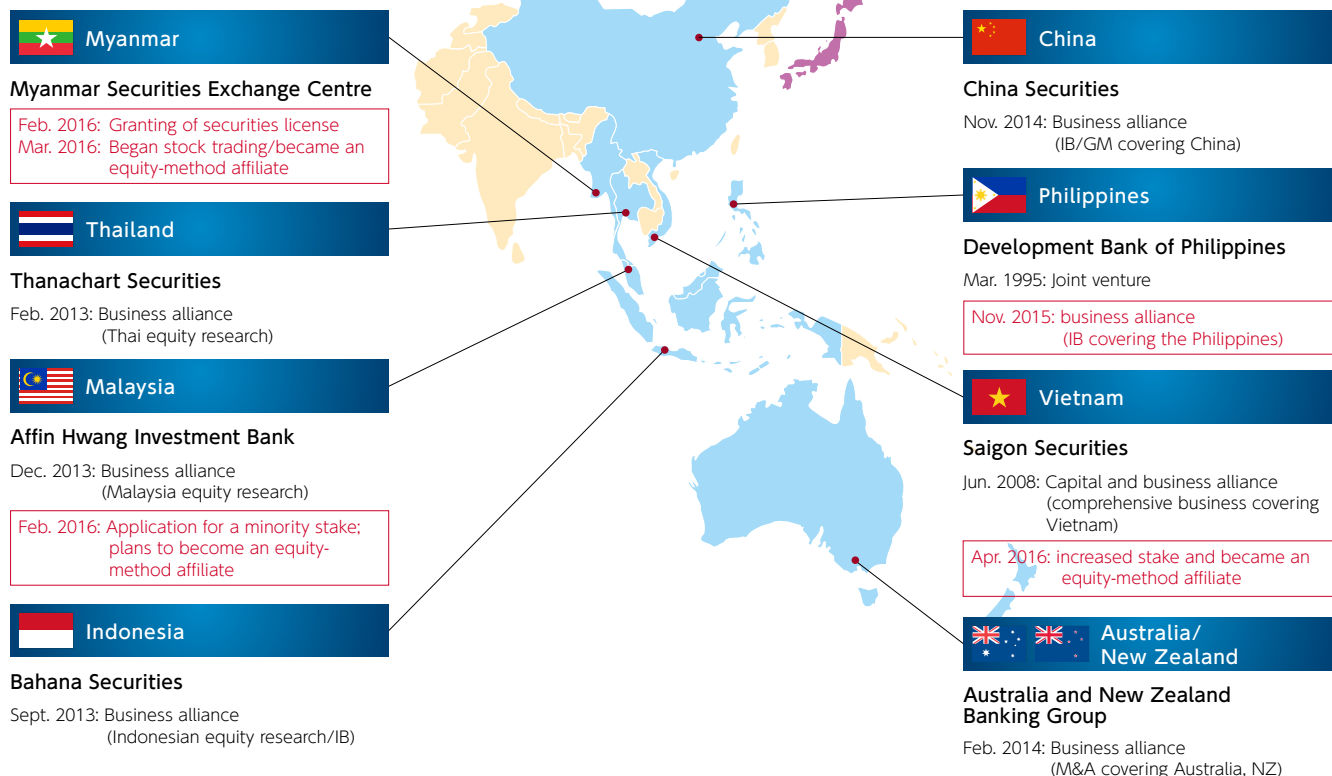 Myanmar
Myanmar Securities Exchange Centre
Feb. 2016: Granting of securities license
Mar. 2016: Began stock trading/became an
equity-method affiliate
Thailand
Thanachart Securities
Feb. 2013: Business alliance
(Thai equity research)
Malaysia
Affin Hwang Investment Bank
Dec. 2013: Business alliance
(Malaysia equity research)
Feb. 2016: Application for a minority stake;
plans to become an equity-
method affiliate
Indonesia
Bahana Securities
Sept. 2013: Business alliance
(Indonesian equity research/IB)
China
China Securities
Nov. 2014: Business alliance
(IB/GM covering China)
Philippines
Development Bank of Philippines
Mar. 1995: Joint venture
Nov. 2015: business alliance
(IB covering the Philippines)
Vietnam
Saigon Securities
Jun. 2008: Capital and business alliance
(comprehensive business covering
Vietnam)
Apr. 2016: increased stake and became an
equity-method affiliate
Australia/
New Zealand
Australia and New Zealand
Banking Group
Feb. 2014: Business alliance
(M&A covering Australia, NZ)